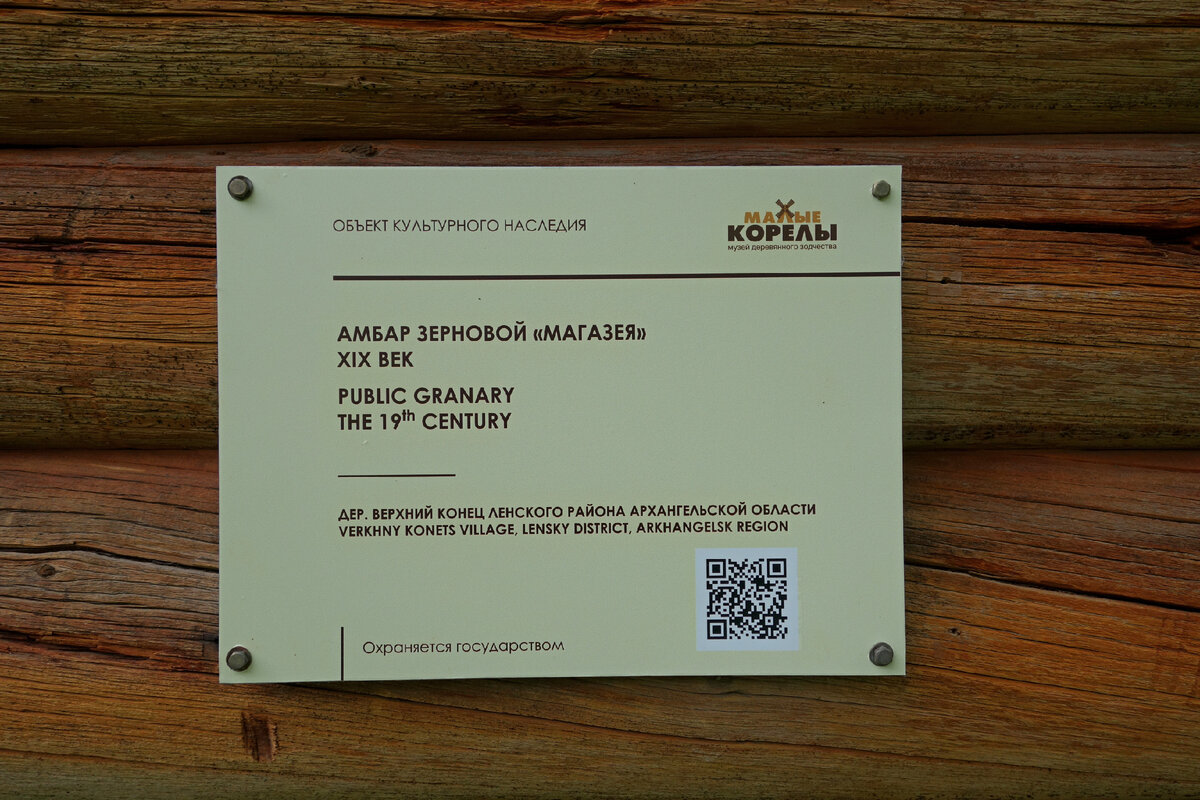 ОБЪЕКТ КУЛЬТУРНОГО НАСЛЕДИЯ
МАЛЫЕ
КОРЕЛЫ
музей деревянного зодчества
АМБАР ЗЕРНОВОЙ «МАГАЗЕЯ»
XIX ВЕК
PUBLIC GRANARY
THE 19th CENTURY
ДЕР. ВЕРХНИЙ КОНЕЦ ЛЕНСКОГО РАЙОНА АРХАНГЕЛЬСКОЙ ОБЛАСТИ
VERKHNY KONETS VILLAGE, LENSKY DISTRICT, ARKHANGELSK REGION
Охраняется государством